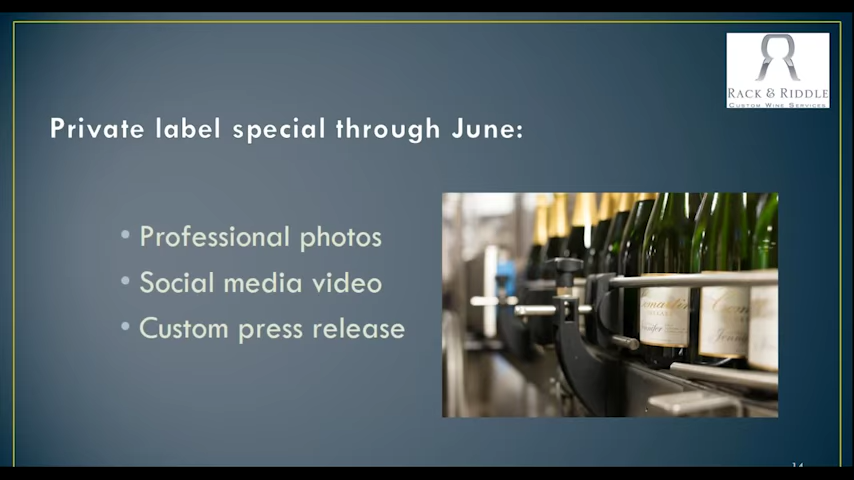 RACK & RIDDLE
CUSTOM WINE SERVICES
Private label special through June:
• Professional photos
• Social media video
• Custom press release